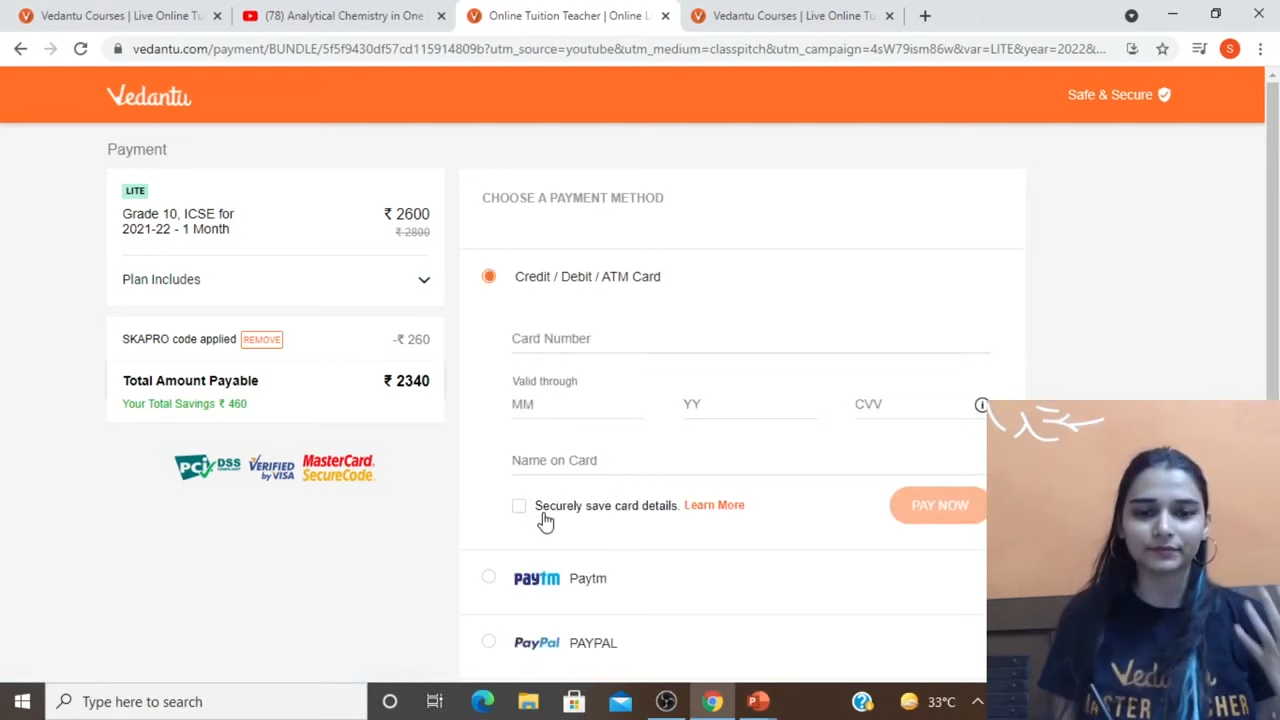 Vedantu Courses | Live Online Tu
(78) Analytical Chemistry in One
Online Tuition Teacher | Online L
Vedantu Courses | Live Online Tu
vedantu.com/payment/BUNDLE/5f5f9430df57cd115914809b?utm_source=youtube&utm_medium=classpitch&utm_campaign=4sW79ism86w&var=LITE&year=2022&...
S
Vedantu
Safe & Secure
Payment
LITE
Grade 10, ICSE for
2021-22 - 1 Month
₹ 2600
₹ 2800
Plan Includes
SKAPRO code applied REMOVE -₹ 260
Total Amount Payable ₹ 2340
Your Total Savings ₹ 460
PCI DSS
VERIFIED by VISA
MasterCard. SecureCode.
CHOOSE A PAYMENT METHOD
Credit / Debit / ATM Card
Card Number
Valid through
MM YY CVV
Name on Card
Securely save card details. Learn More
PAY NOW
Paytm Paytm
PayPal PAYPAL
Vedantu
MASTER TEACHER
Type here to search
33°C